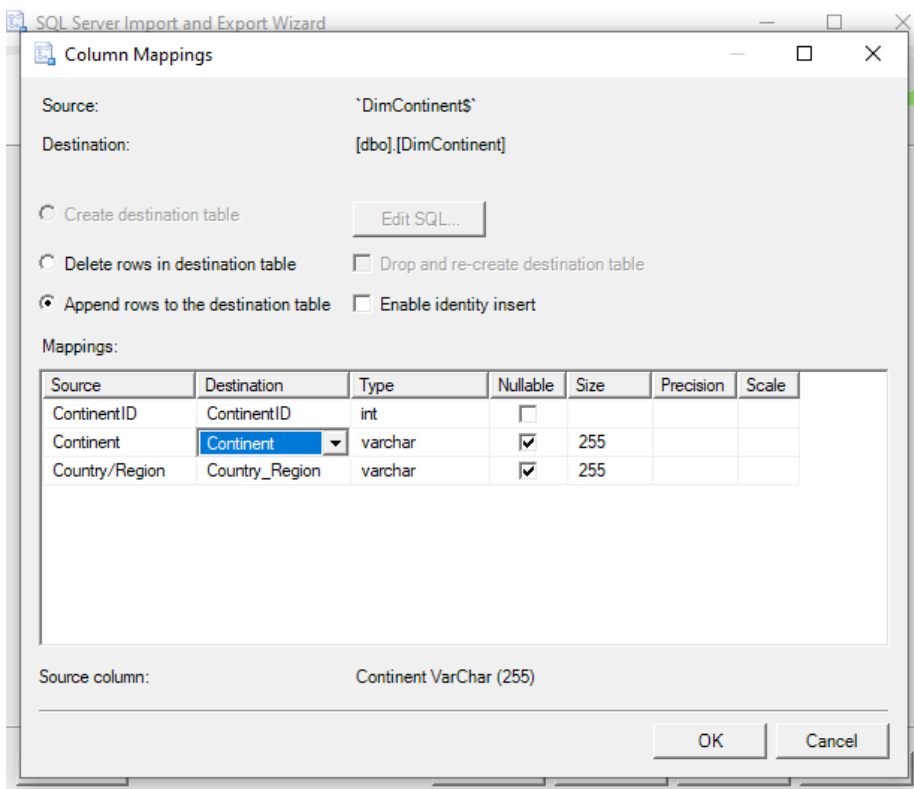 SQL Server Import and Export Wizard
Column Mappings
Source: `DimContinent$`
Destination: [dbo].[DimContinent]
Create destination table Edit SQL...
Delete rows in destination table Drop and re-create destination table
Append rows to the destination table Enable identity insert
Mappings:
Source Destination Type Nullable Size Precision Scale
ContinentID ContinentID int
Continent Continent varchar 255
Country/Region Country_Region varchar 255
Source column: Continent VarChar (255)
OK Cancel